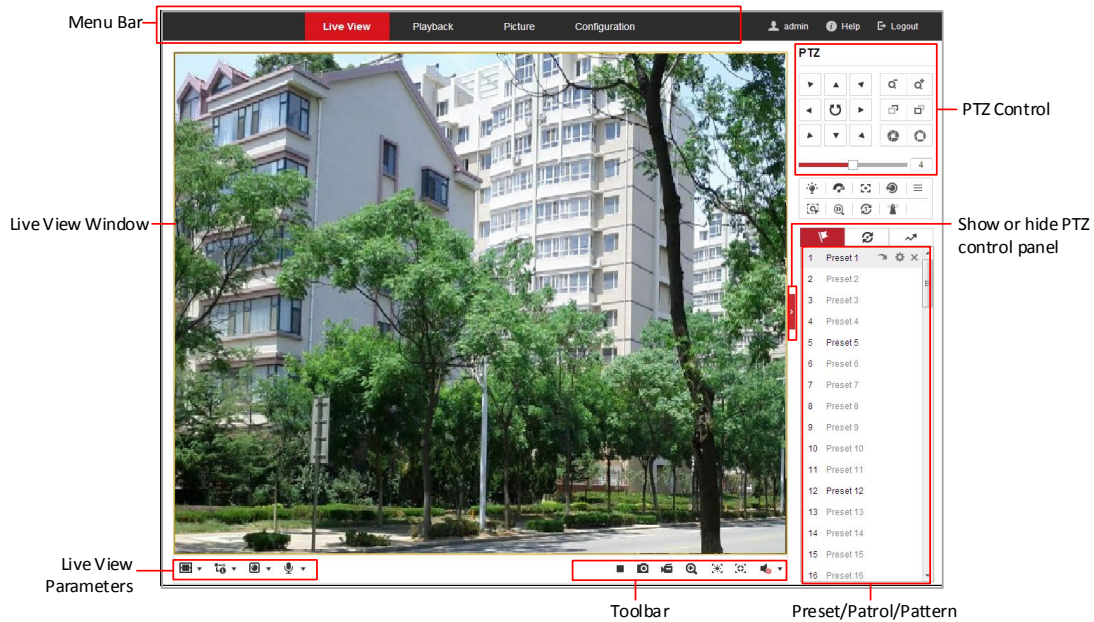 Menu Bar
Live View Playback Picture Configuration
admin Help Logout
PTZ
PTZ Control
4
Live View Window
Show or hide PTZ
control panel
1 Preset 1
2 Preset 2
3 Preset 3
4 Preset 4
5 Preset 5
6 Preset 6
7 Preset 7
8 Preset 8
9 Preset 9
10 Preset 10
11 Preset 11
12 Preset 12
13 Preset 13
14 Preset 14
15 Preset 15
16 Preset 16
Live View
Parameters
Toolbar
Preset/Patrol/Pattern